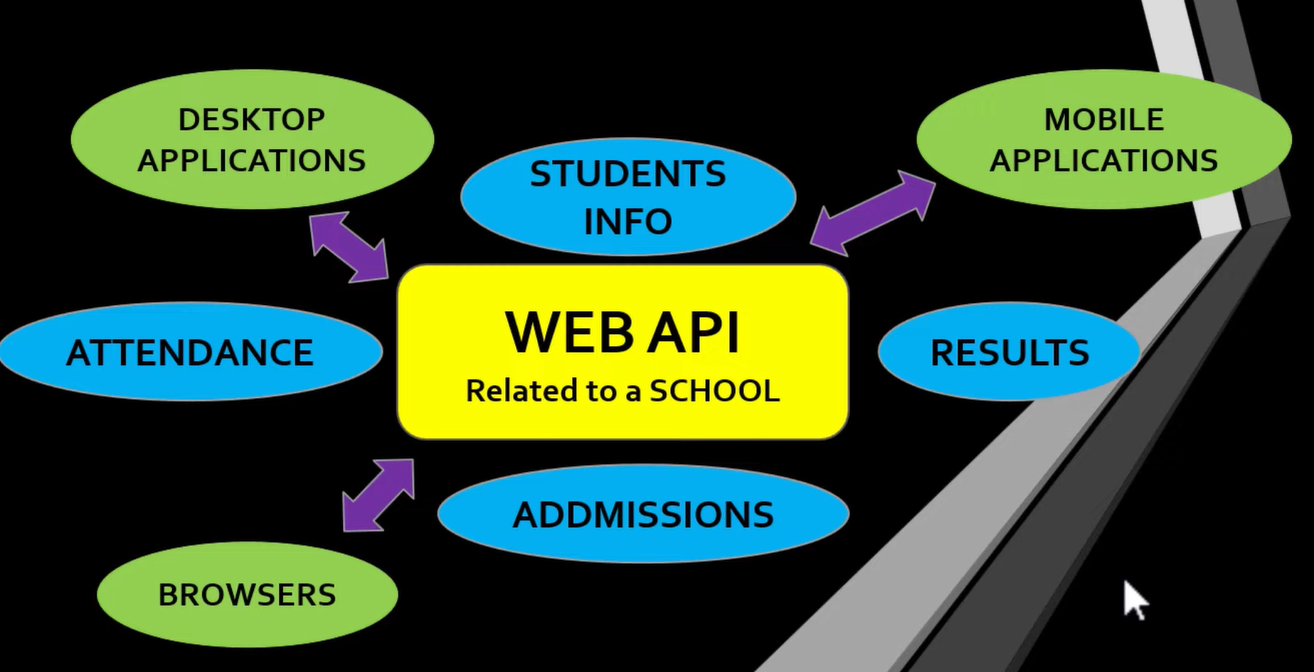 DESKTOP
APPLICATIONS
MOBILE
APPLICATIONS
STUDENTS
INFO
ATTENDANCE
WEB API
Related to a SCHOOL
RESULTS
ADDMISSIONS
BROWSERS